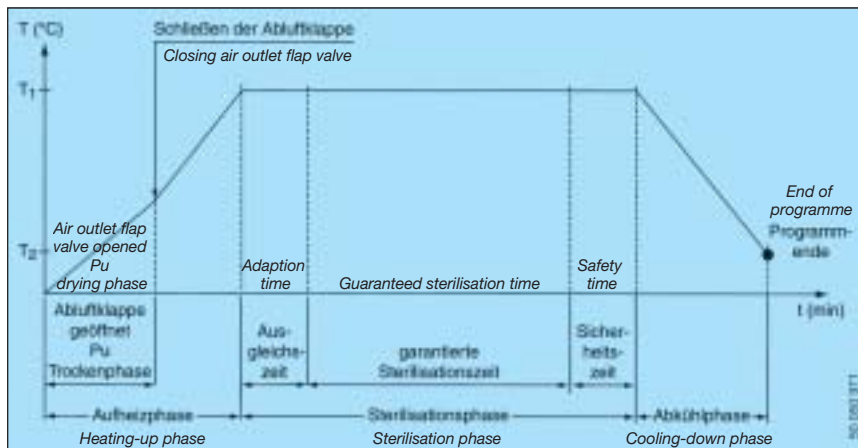 T (°C)
Schließen der Abluftklappe
Closing air outlet flap valve
T₁
T₂
Air outlet flap
valve opened
Pu
drying phase
Adaption
time
Guaranteed sterilisation time
Safety
time
End of
programme
Programm-
ende
t (min)
Abluftklappe
geöffnet
Pu
Trockenphase
Aus-
gleichs-
zeit
garantierte
Sterilisationszeit
Sicher-
heits-
zeit
Aufheizphase
Sterilisationsphase
Abkühlphase
Heating-up phase
Sterilisation phase
Cooling-down phase